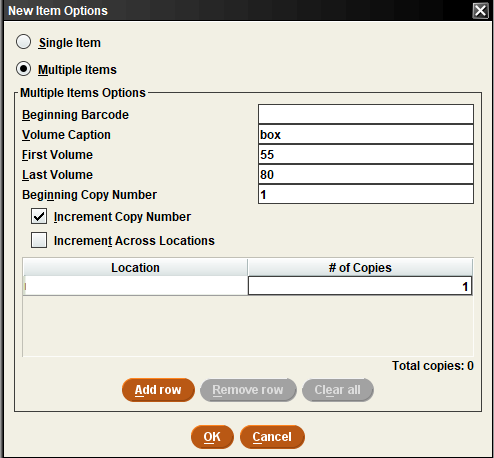 New Item Options
Single Item
Multiple Items
Multiple Items Options
Beginning Barcode
Volume Caption box
First Volume 55
Last Volume 80
Beginning Copy Number 1
Increment Copy Number
Increment Across Locations
Location # of Copies
1
Total copies: 0
Add row Remove row Clear all
OK Cancel